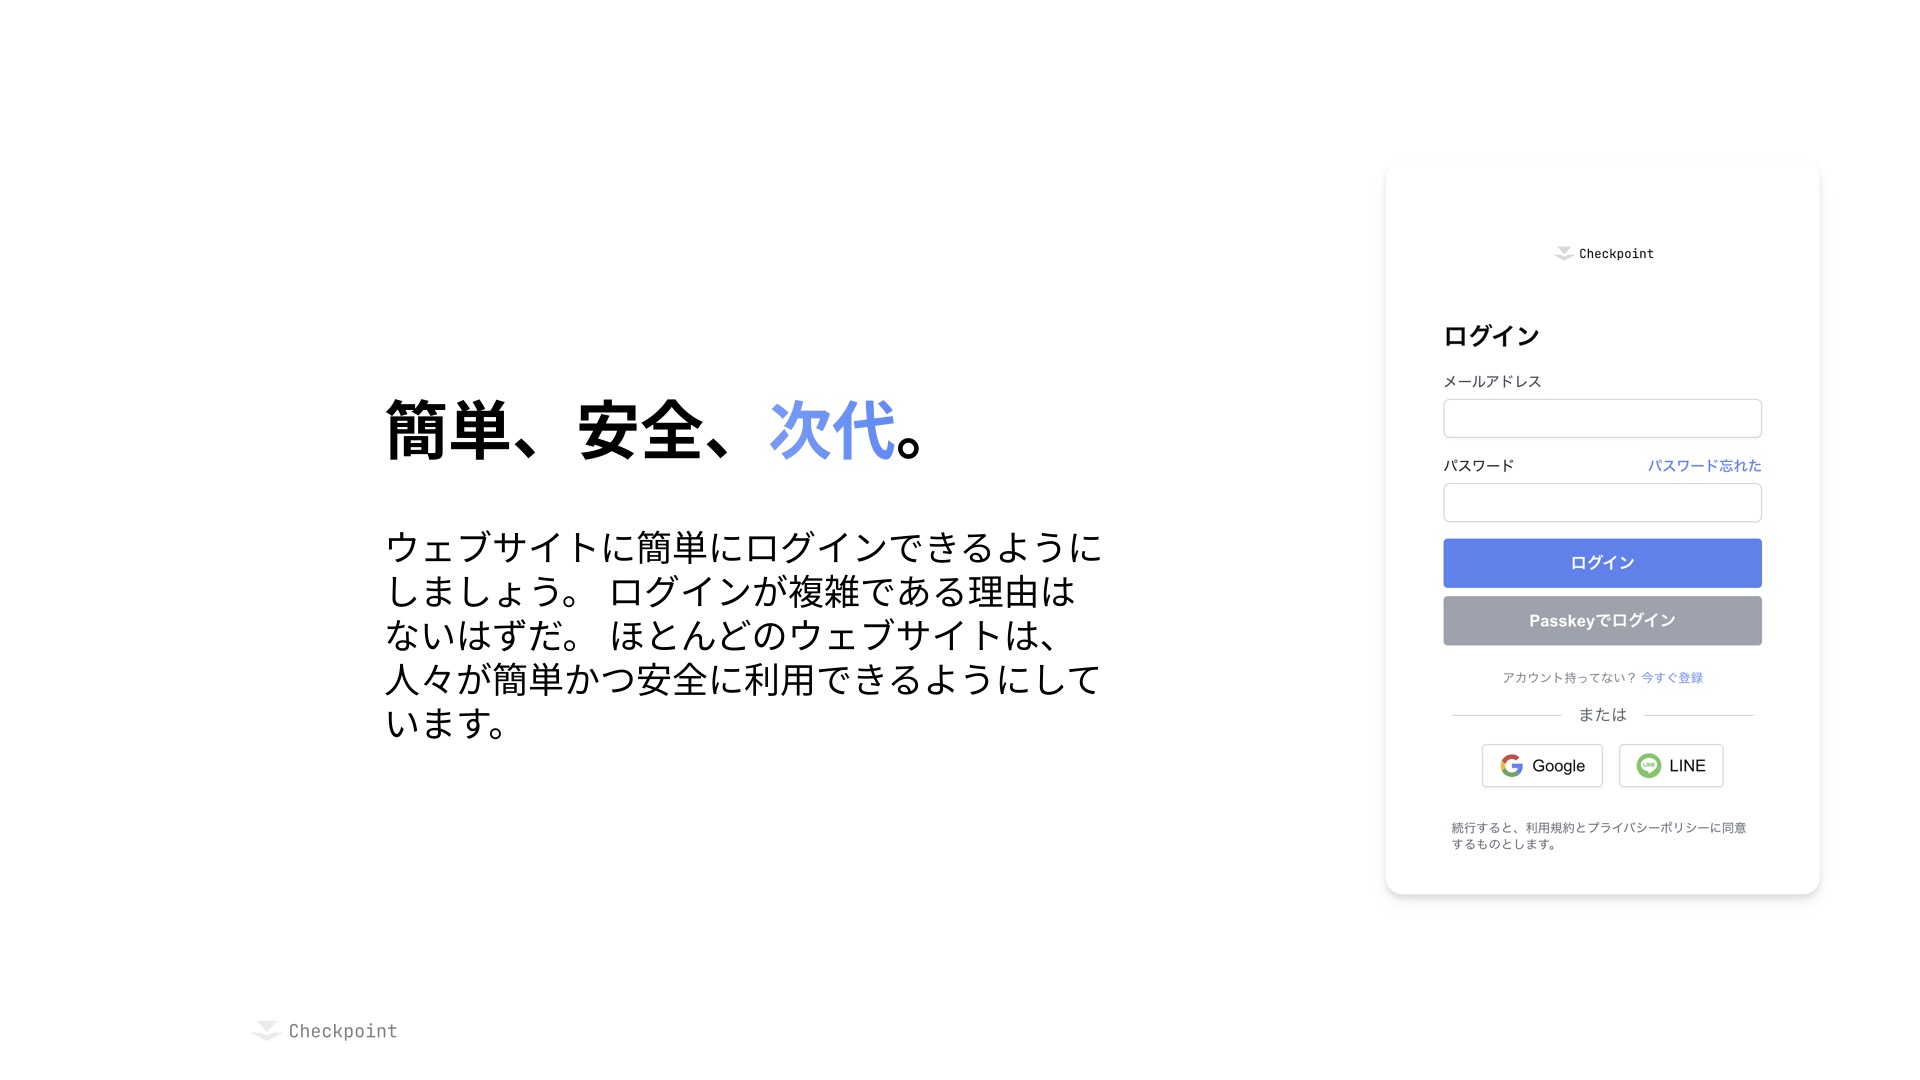 簡単、安全、次代。
ウェブサイトに簡単にログインできるように
しましょう。 ログインが複雑である理由は
ないはずだ。 ほとんどのウェブサイトは、
人々が簡単かつ安全に利用できるようにして
います。
Checkpoint
Checkpoint
ログイン
メールアドレス
パスワード パスワード忘れた
ログイン
Passkeyでログイン
アカウント持ってない？ 今すぐ登録
または
Google LINE
続行すると、利用規約とプライバシーポリシーに同意
するものとします。